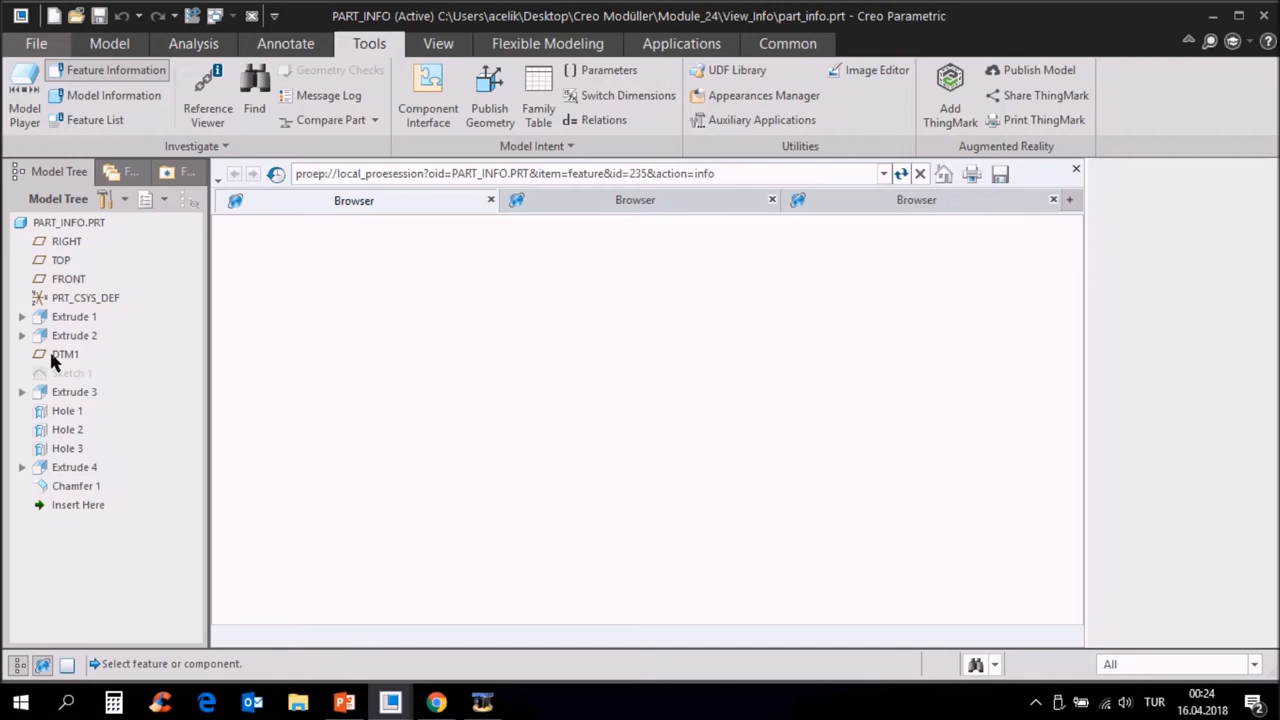 PART_INFO (Active) C:\Users\acelik\Desktop\Creo Modüller\Module_24\View_Info\part_info.prt - Creo Parametric
File Model Analysis Annotate Tools View Flexible Modeling Applications Common
Model Player
Feature Information
Model Information
Feature List
Reference Viewer
Find
Geometry Checks
Message Log
Compare Part
Investigate
Component Interface
Publish Geometry
Family Table
Parameters
Switch Dimensions
d= Relations
Model Intent
UDF Library
Appearances Manager
Auxiliary Applications
Image Editor
Utilities
Add ThingMark
Publish Model
Share ThingMark
Print ThingMark
Augmented Reality
Model Tree F... F...
proep://local_proesession?oid=PART_INFO.PRT&item=feature&id=235&action=info
Model Tree
Browser Browser Browser
PART_INFO.PRT
RIGHT
TOP
FRONT
PRT_CSYS_DEF
Extrude 1
Extrude 2
DTM1
Sketch 1
Extrude 3
Hole 1
Hole 2
Hole 3
Extrude 4
Chamfer 1
Insert Here
Select feature or component.
All
TUR
00:24
16.04.2018
2